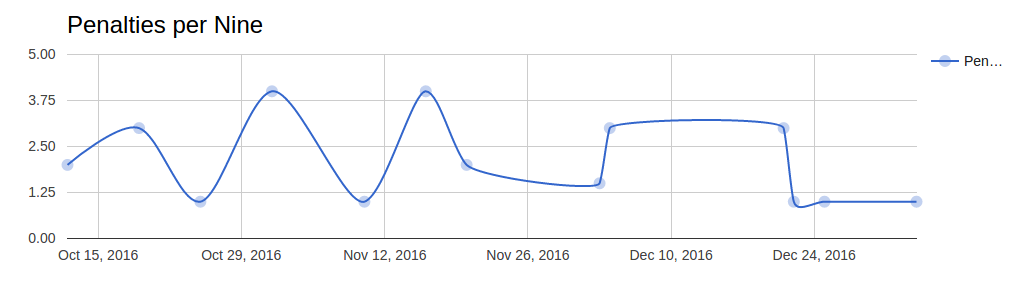 Penalties per Nine
5.00
Pen...
3.75
2.50
1.25
0.00
Oct 15, 2016 Oct 29, 2016 Nov 12, 2016 Nov 26, 2016 Dec 10, 2016 Dec 24, 2016